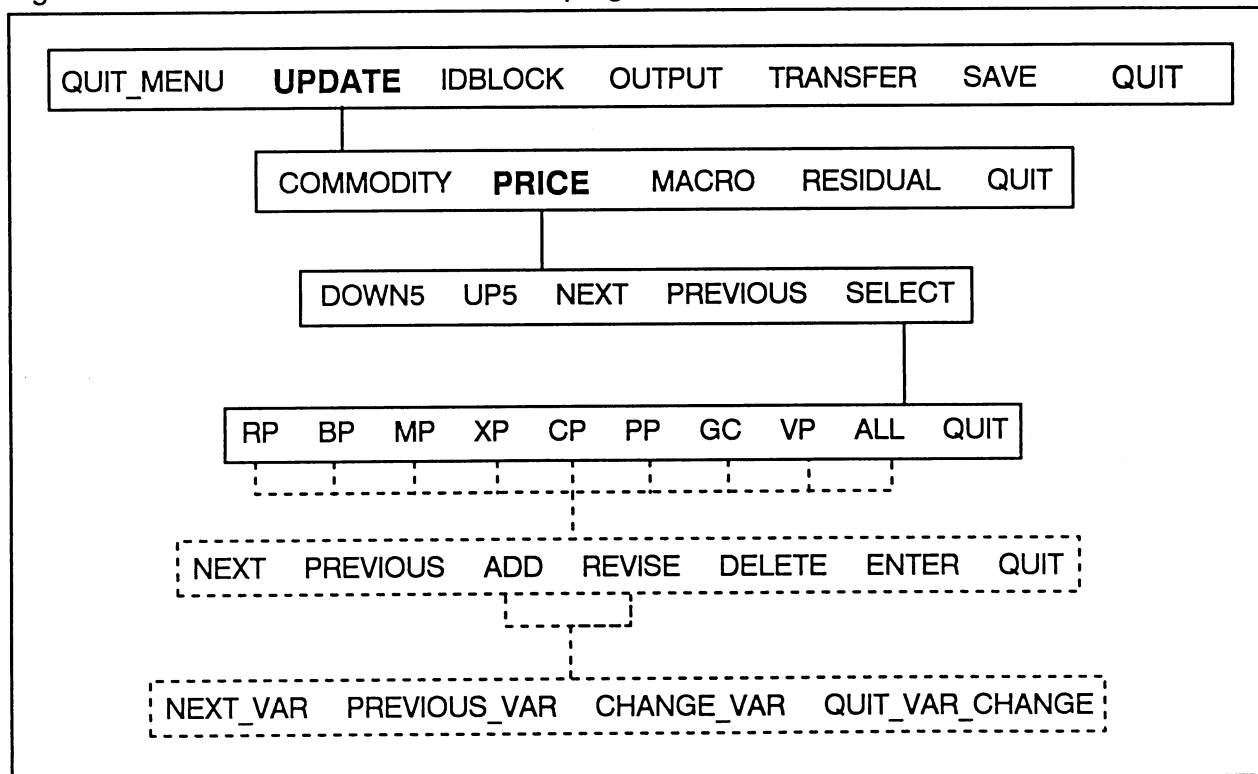 QUIT_MENU UPDATE IDBLOCK OUTPUT TRANSFER SAVE QUIT
COMMODITY PRICE MACRO RESIDUAL QUIT
DOWN5 UP5 NEXT PREVIOUS SELECT
RP BP MP XP CP PP GC VP ALL QUIT
NEXT PREVIOUS ADD REVISE DELETE ENTER QUIT
NEXT_VAR PREVIOUS_VAR CHANGE_VAR QUIT_VAR_CHANGE